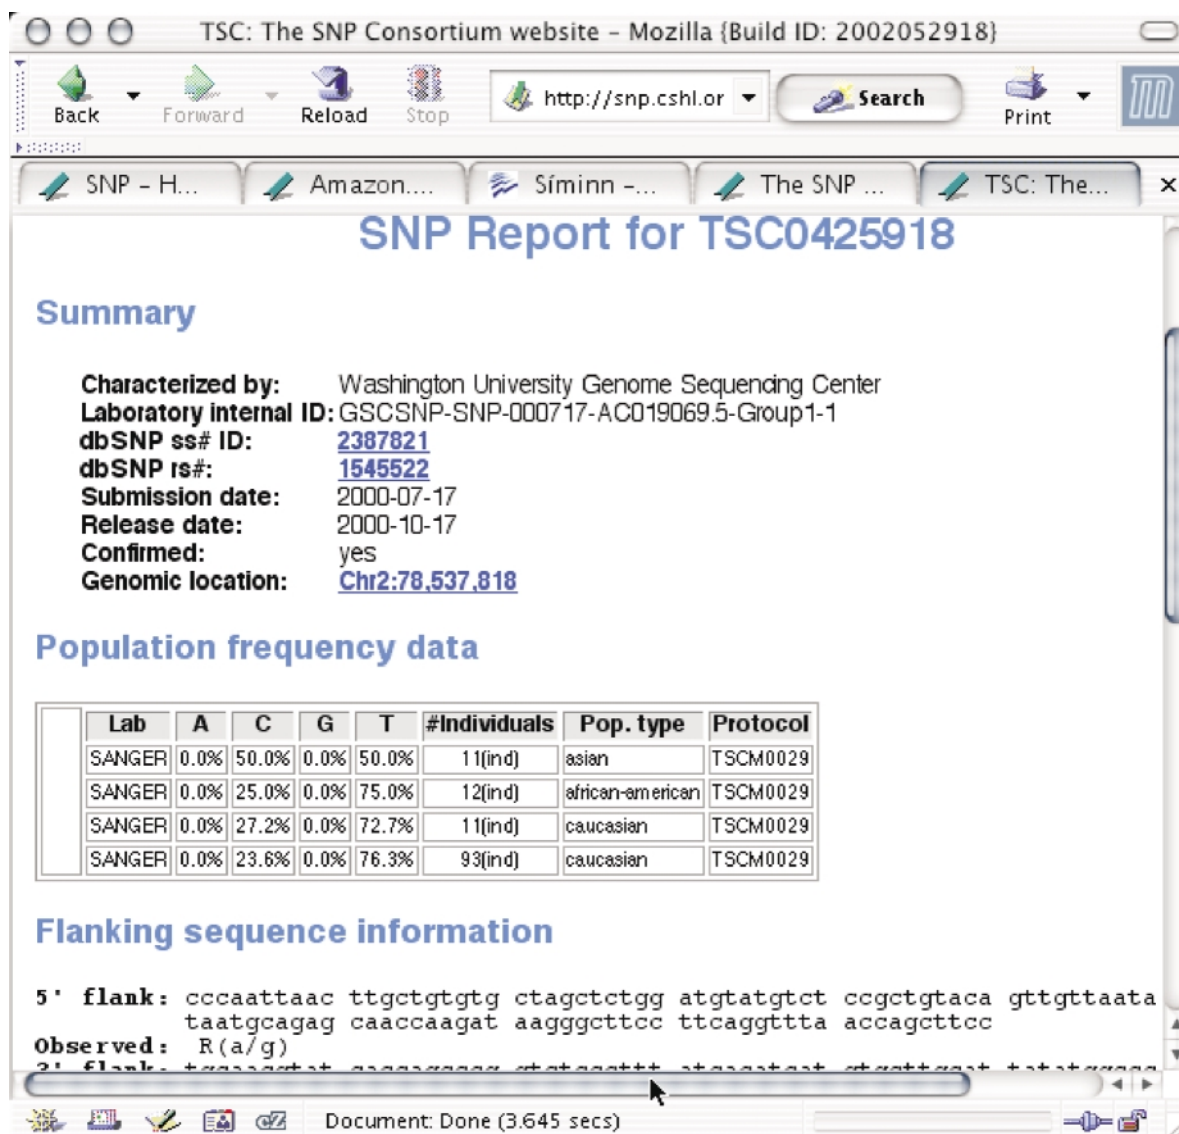 TSC: The SNP Consortium website – Mozilla {Build ID: 2002052918}
Back Forward Reload Stop http://snp.cshl.or Search Print
SNP – H... Amazon.... Síminn –... The SNP ... TSC: The...
SNP Report for TSC0425918
Summary
Characterized by: Washington University Genome Sequencing Center
Laboratory internal ID: GSCSNP-SNP-000717-AC019069.5-Group1-1
dbSNP ss# ID: 2387821
dbSNP rs#: 1545522
Submission date: 2000-07-17
Release date: 2000-10-17
Confirmed: yes
Genomic location: Chr2:78,537,818
Population frequency data
Lab A C G T #Individuals Pop. type Protocol
SANGER 0.0% 50.0% 0.0% 50.0% 11(ind) asian TSCM0029
SANGER 0.0% 25.0% 0.0% 75.0% 12(ind) african-american TSCM0029
SANGER 0.0% 27.2% 0.0% 72.7% 11(ind) caucasian TSCM0029
SANGER 0.0% 23.6% 0.0% 76.3% 93(ind) caucasian TSCM0029
Flanking sequence information
5' flank: cccaattaac ttgctgtgtg ctagctctgg atgtatgtct ccgctgtaca gttgttaata
taatgcagag caaccaagat aagggcttcc ttcaggttta accagcttcc
Observed: R(a/g)
3' flank:
Document: Done (3.645 secs)